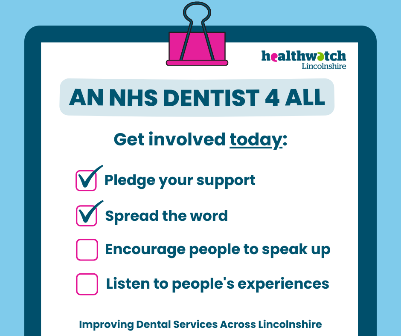 healthwatch
Lincolnshire
AN NHS DENTIST 4 ALL
Get involved today:
Pledge your support
Spread the word
Encourage people to speak up
Listen to people's experiences
Improving Dental Services Across Lincolnshire